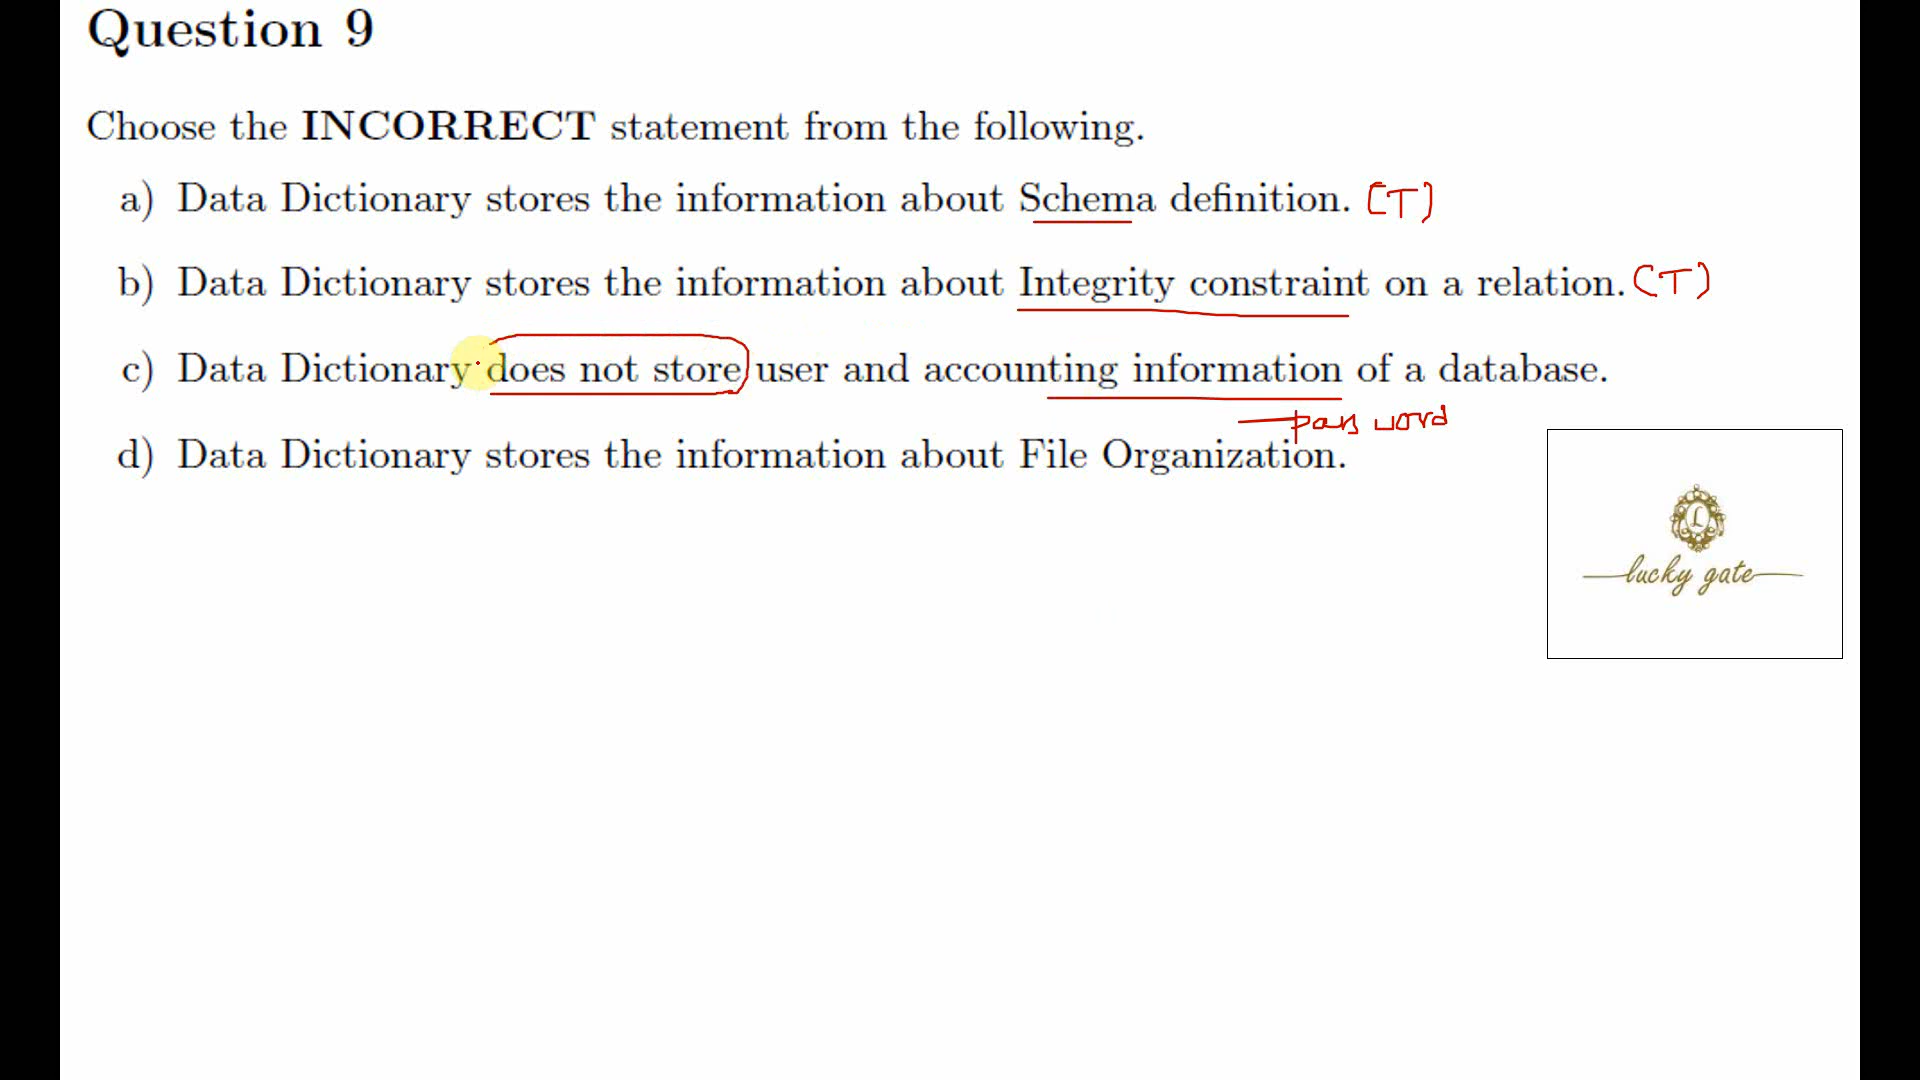 Question 9
Choose the INCORRECT statement from the following.
a) Data Dictionary stores the information about Schema definition. (T)
b) Data Dictionary stores the information about Integrity constraint on a relation. (T)
c) Data Dictionary does not store user and accounting information of a database.
password
d) Data Dictionary stores the information about File Organization.
L
lucky gate